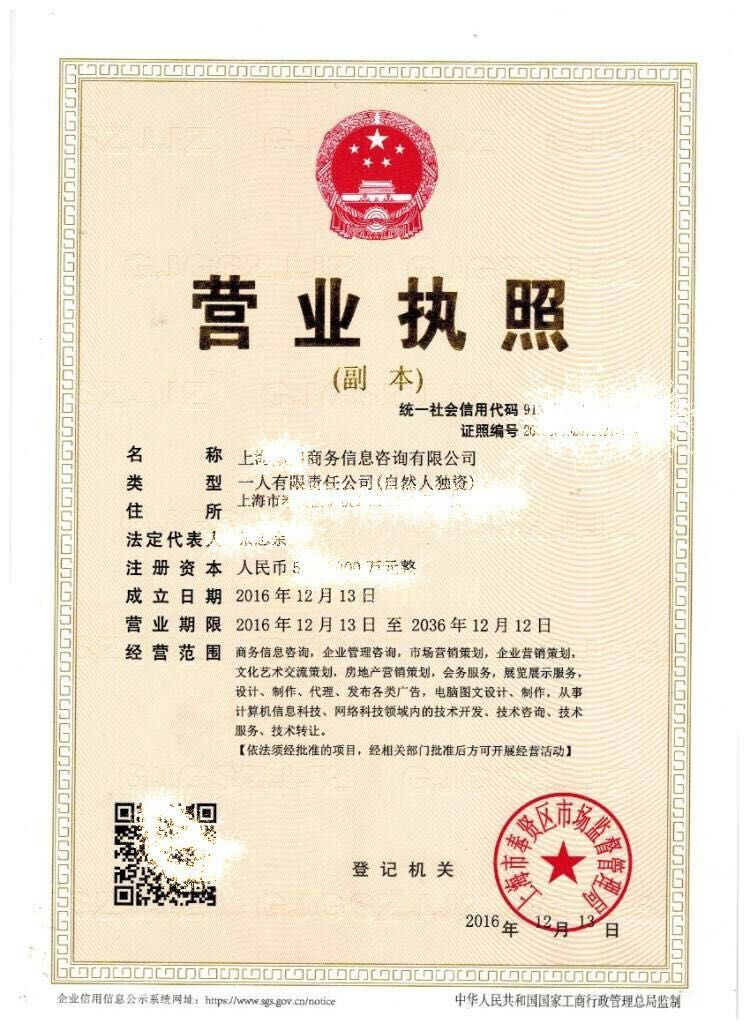 营业执照
(副 本)
统一社会信用代码 91
证照编号 20
名 称 上 商务信息咨询有限公司
类 型 一人有限责任公司(自然人独资)
住 所 上海市
法定代表人
注册资本 人民币5 万元整
成立日期 2016年12月13日
营业期限 2016年12月13日 至 2036年12月12日
经营范围 商务信息咨询，企业管理咨询，市场营销策划，企业营销策划，
文化艺术交流策划，房地产营销策划，会务服务，展览展示服务，
设计、制作、代理、发布各类广告，电脑图文设计、制作，从事
计算机信息科技、网络科技领域内的技术开发、技术咨询、技术
服务、技术转让。
【依法须经批准的项目，经相关部门批准后方可开展经营活动】
登记机关
上海市奉贤区市场监督管理局
2016年 12月 13日
企业信用信息公示系统网址：https://www.sgs.gov.cn/notice
中华人民共和国国家工商行政管理总局监制